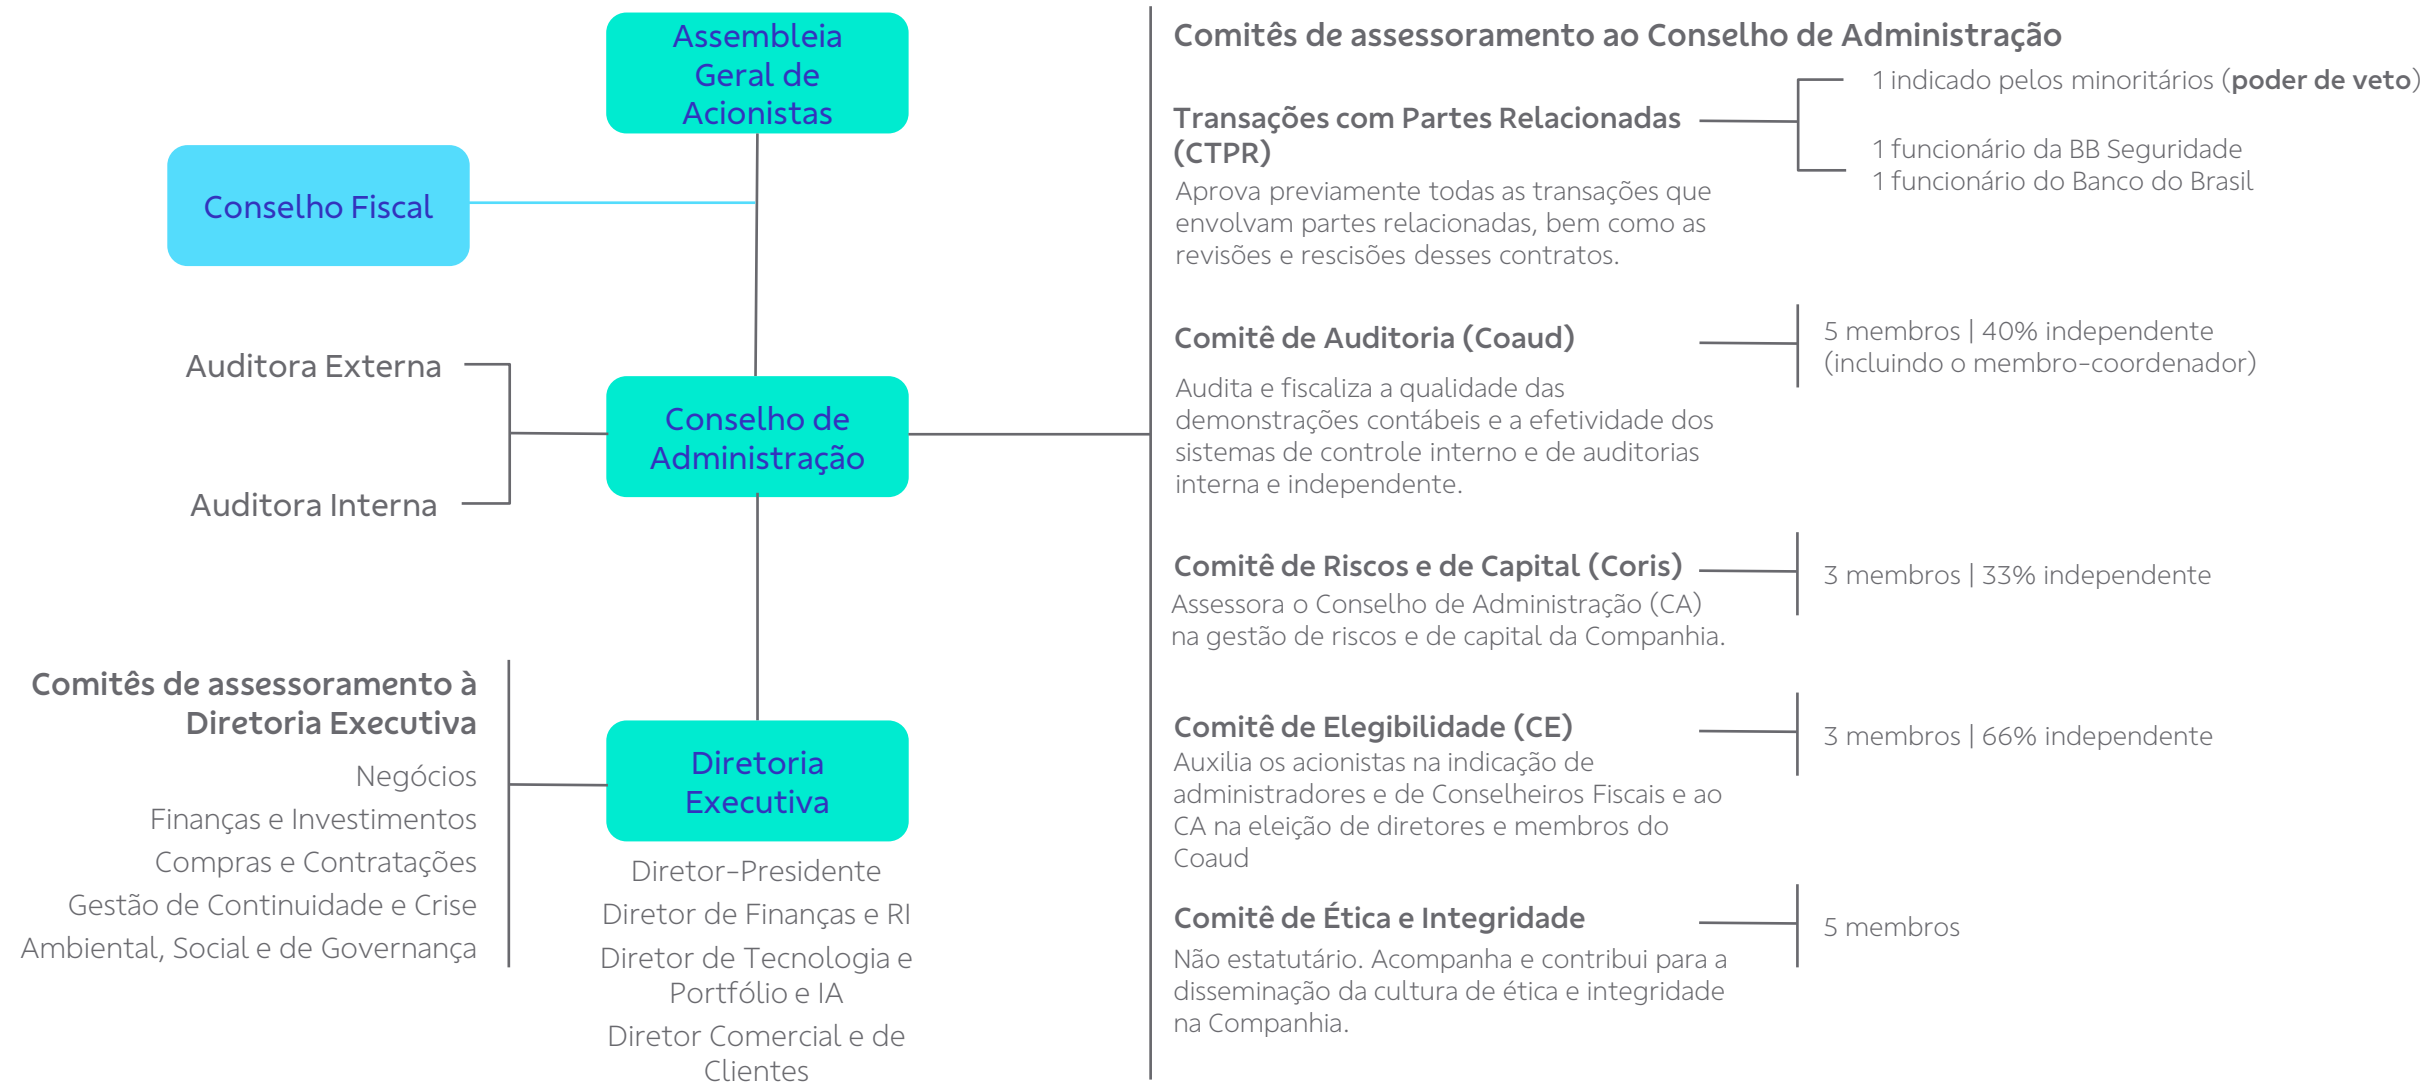 Assembleia
Geral de
Acionistas
Conselho Fiscal
Auditora Externa
Auditora Interna
Conselho de
Administração
Comitês de assessoramento à
Diretoria Executiva
Negócios
Finanças e Investimentos
Compras e Contratações
Gestão de Continuidade e Crise
Ambiental, Social e de Governança
Diretoria
Executiva
Diretor-Presidente
Diretor de Finanças e RI
Diretor de Tecnologia e
Portfólio e IA
Diretor Comercial e de
Clientes
Comitês de assessoramento ao Conselho de Administração
Transações com Partes Relacionadas
(CTPR)
Aprova previamente todas as transações que
envolvam partes relacionadas, bem como as
revisões e rescisões desses contratos.
1 indicado pelos minoritários (poder de veto)
1 funcionário da BB Seguridade
1 funcionário do Banco do Brasil
Comitê de Auditoria (Coaud)
Audita e fiscaliza a qualidade das
demonstrações contábeis e a efetividade dos
sistemas de controle interno e de auditorias
interna e independente.
5 membros | 40% independente
(incluindo o membro-coordenador)
Comitê de Riscos e de Capital (Coris)
Assessora o Conselho de Administração (CA)
na gestão de riscos e de capital da Companhia.
3 membros | 33% independente
Comitê de Elegibilidade (CE)
Auxilia os acionistas na indicação de
administradores e de Conselheiros Fiscais e ao
CA na eleição de diretores e membros do
Coaud
3 membros | 66% independente
Comitê de Ética e Integridade
Não estatutário. Acompanha e contribui para a
disseminação da cultura de ética e integridade
na Companhia.
5 membros